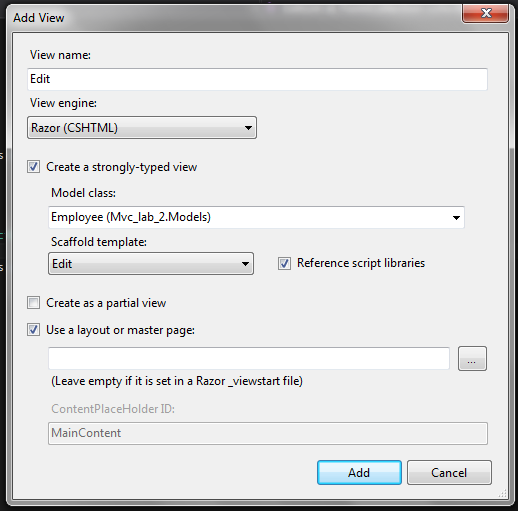 Add View
View name:
Edit
View engine:
Razor (CSHTML)
Create a strongly-typed view
Model class:
Employee (Mvc_lab_2.Models)
Scaffold template:
Edit
Reference script libraries
Create as a partial view
Use a layout or master page:
...
(Leave empty if it is set in a Razor _viewstart file)
ContentPlaceHolder ID:
MainContent
Add Cancel